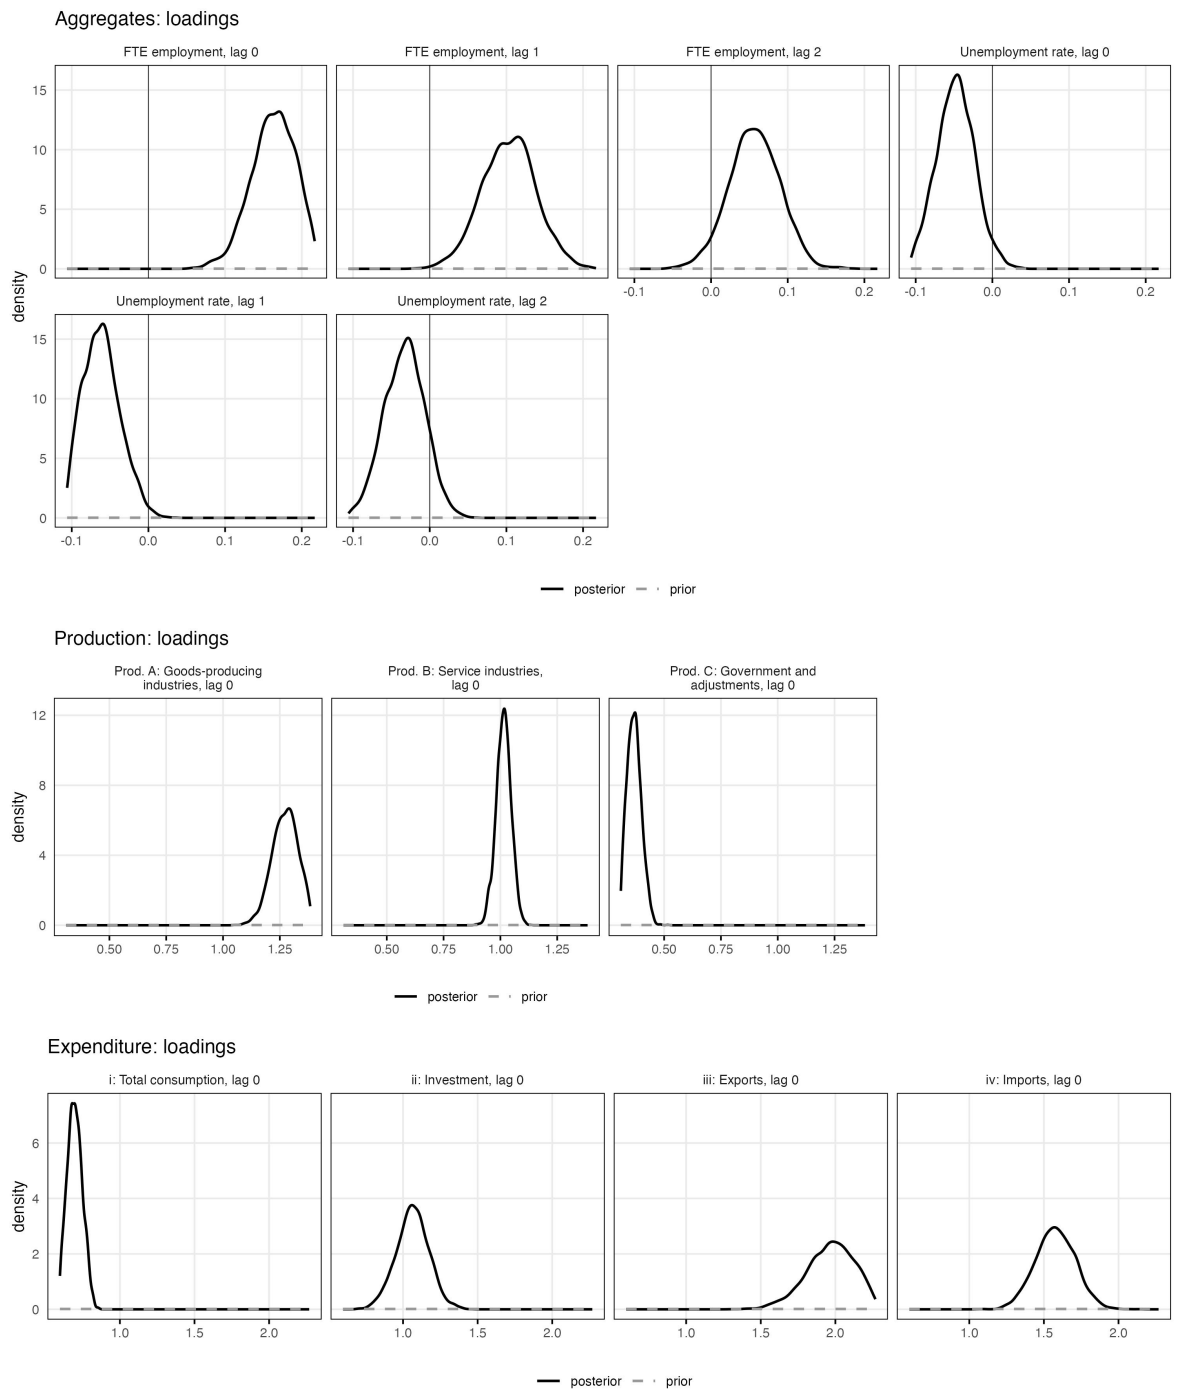 Aggregates: loadings
FTE employment, lag 0
FTE employment, lag 1
FTE employment, lag 2
Unemployment rate, lag 0
15
10
5
0
-0.1 0.0 0.1 0.2
-0.1 0.0 0.1 0.2
density
Unemployment rate, lag 1
Unemployment rate, lag 2
15
10
5
0
-0.1 0.0 0.1 0.2
-0.1 0.0 0.1 0.2
posterior prior
Production: loadings
Prod. A: Goods-producing
industries, lag 0
Prod. B: Service industries,
lag 0
Prod. C: Government and
adjustments, lag 0
12
8
4
0
density
0.50 0.75 1.00 1.25
0.50 0.75 1.00 1.25
0.50 0.75 1.00 1.25
posterior prior
Expenditure: loadings
i: Total consumption, lag 0
ii: Investment, lag 0
iii: Exports, lag 0
iv: Imports, lag 0
6
4
2
0
density
1.0 1.5 2.0
1.0 1.5 2.0
1.0 1.5 2.0
1.0 1.5 2.0
posterior prior